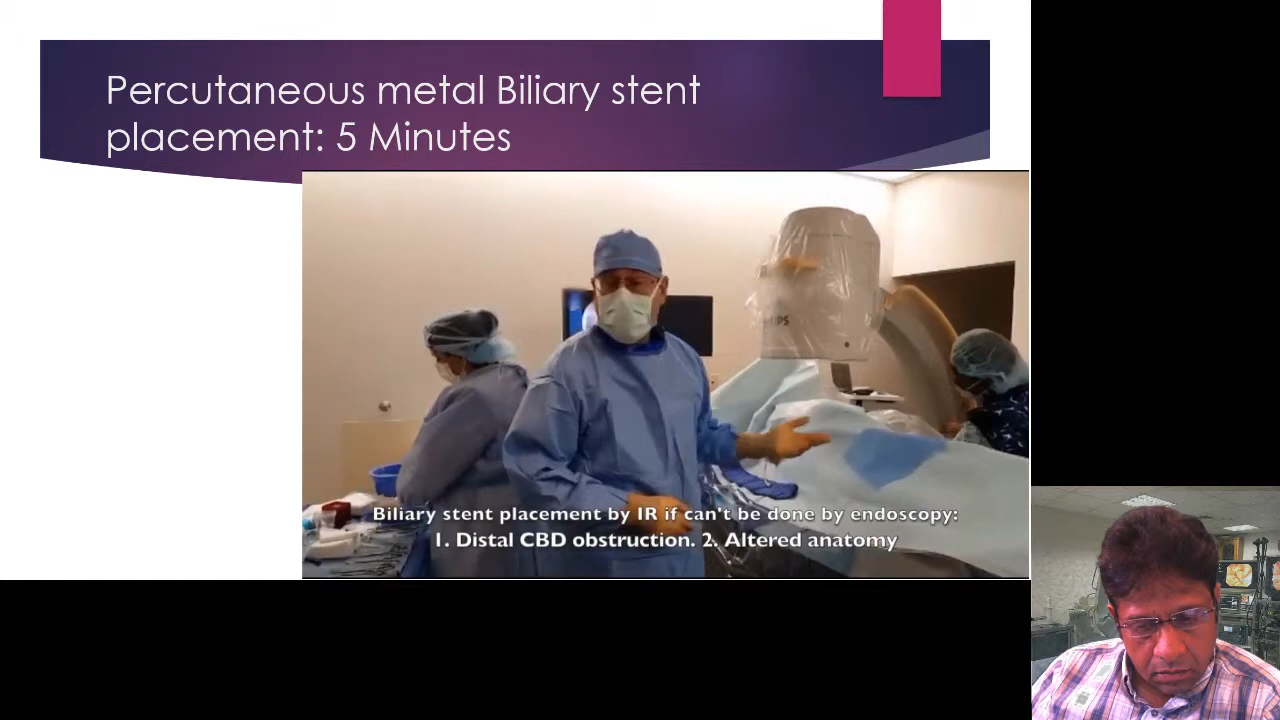 Percutaneous metal Biliary stent
placement: 5 Minutes
Biliary stent placement by IR if can't be done by endoscopy:
1. Distal CBD obstruction. 2. Altered anatomy